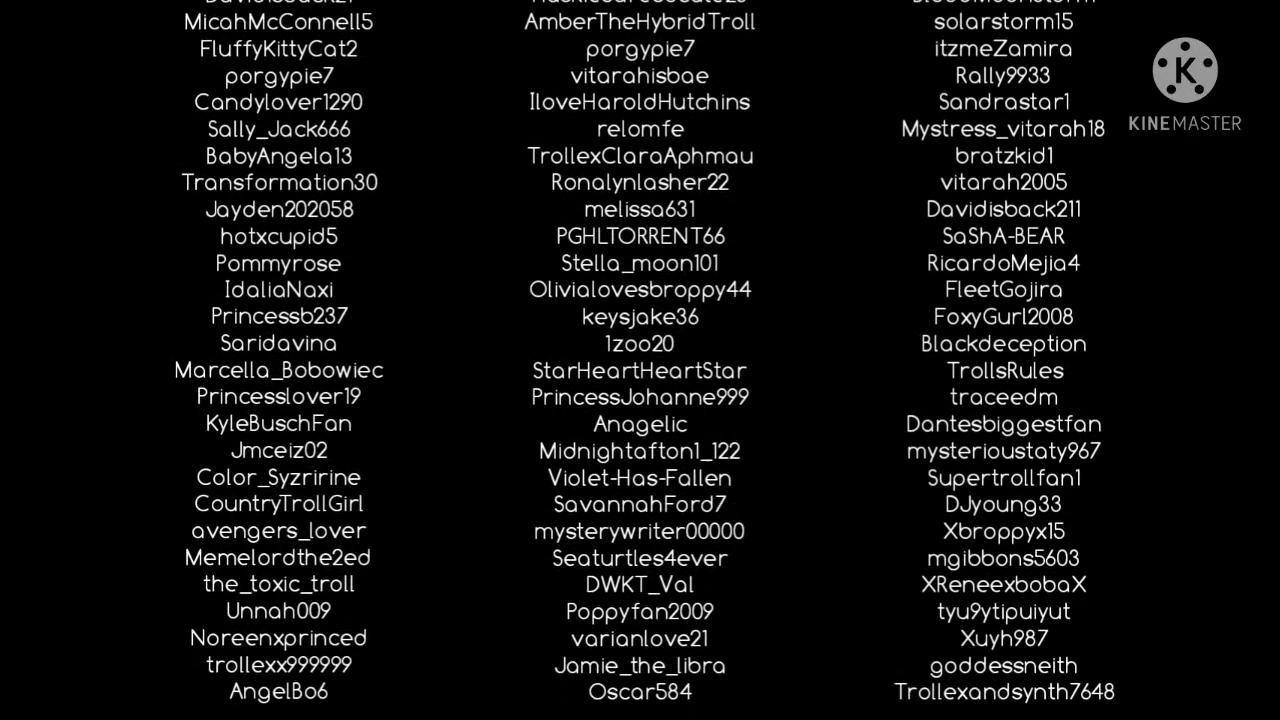 MicahMcConnell5 AmberTheHybridTroll solarstorm15
FluffyKittyCat2 porgypie7 itzmeZamira
porgypie7 vitarahisbae Rally9933
Candylover1290 IloveHaroldHutchins Sandrastar1
Sally_Jack666 relomfe Mystress_vitarah18
BabyAngela13 TrollexClaraAphmau bratzkid1
Transformation30 Ronalynlasher22 vitarah2005
Jayden202058 melissa631 Davidisback211
hotxcupid5 PGHLTORRENT66 SaShA-BEAR
Pommyrose Stella_moon101 RicardoMejia4
IdaliaNaxi Olivialovesbroppy44 FleetGojira
Princessb237 keysjake36 FoxyGurl2008
Saridavina 1zoo20 Blackdeception
Marcella_Bobowiec StarHeartHeartStar TrollsRules
Princesslover19 PrincessJohanne999 traceedm
KyleBuschFan Anagelic Dantesbiggestfan
Jmceiz02 Midnightafton1_122 mysterioustaty967
Color_Syzririne Violet-Has-Fallen Supertrollfan1
CountryTrollGirl SavannahFord7 DJyoung33
avengers_lover mysterywriter00000 Xbroppyx15
Memelordthe2ed Seaturtles4ever mgibbons5603
the_toxic_troll DWKT_Val XReneexbobaX
Unnah009 Poppyfan2009 tyu9ytipuiyut
Noreenxprinced varianlove21 Xuyh987
trollexx999999 Jamie_the_libra goddessneith
AngelBo6 Oscar584 Trollexandsynth7648
K
KINEMASTER